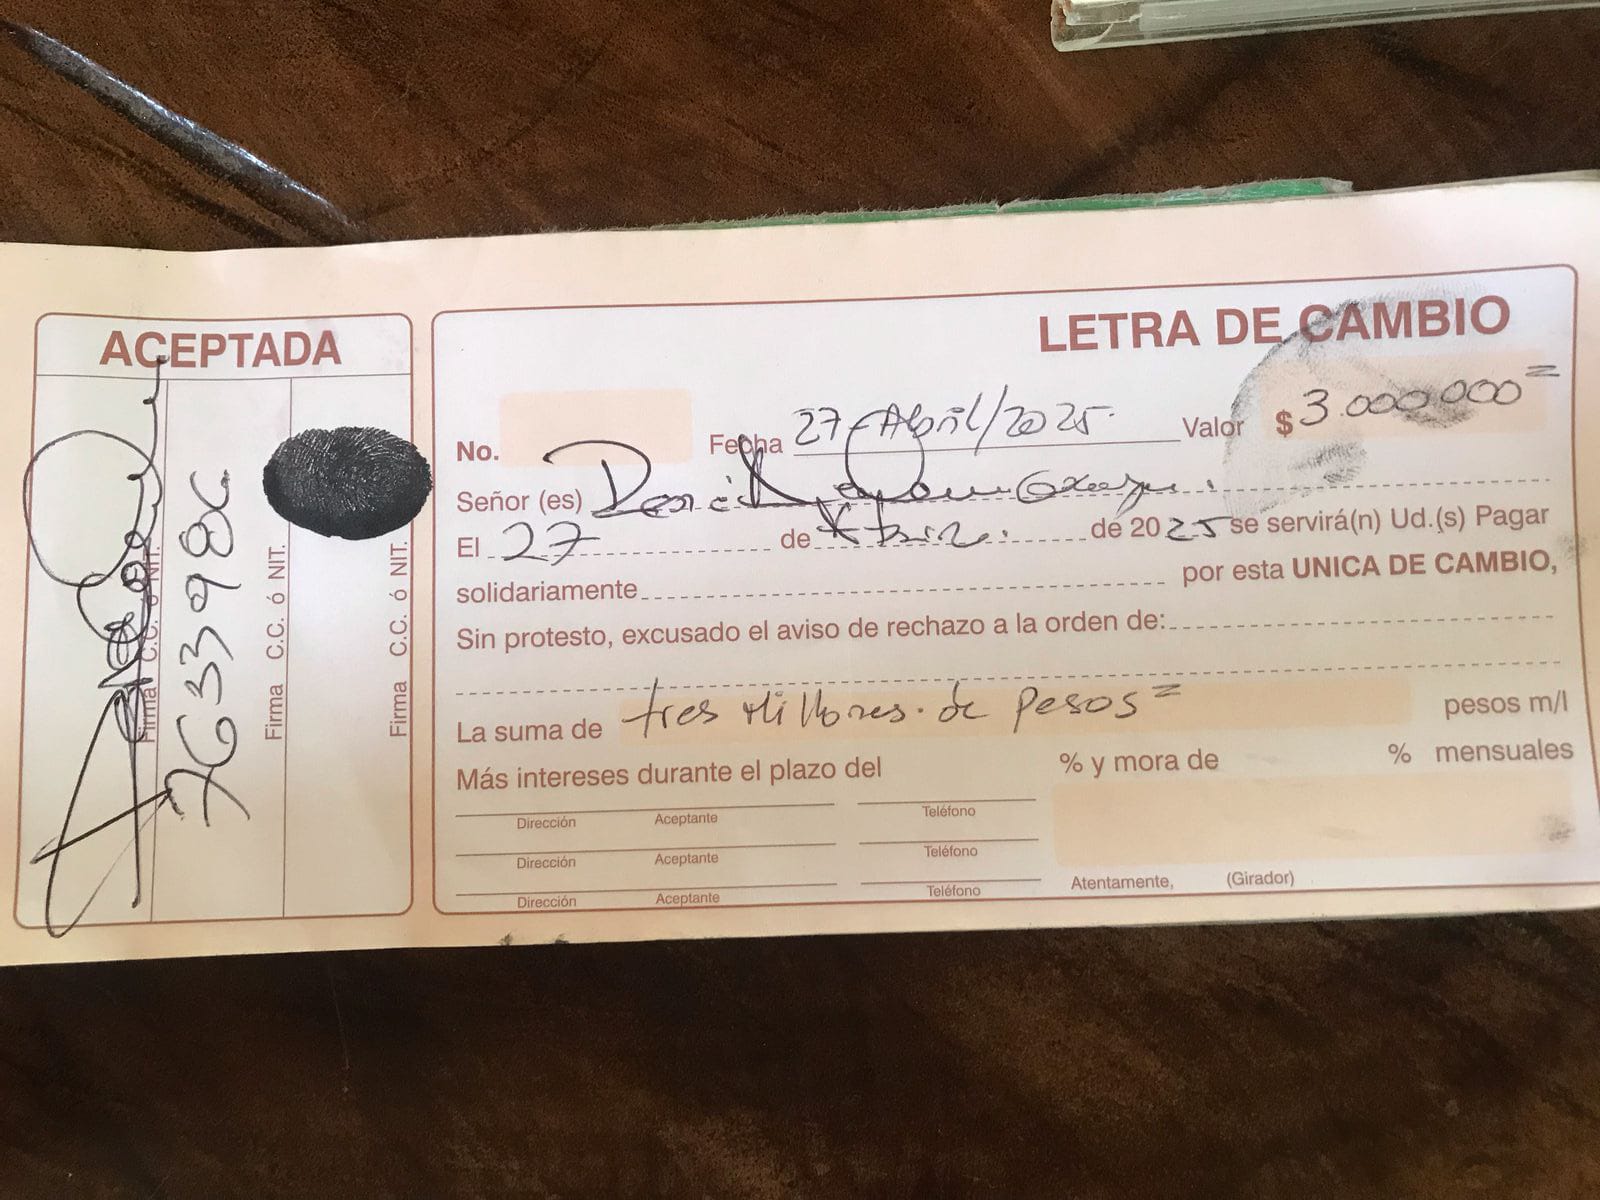 ACEPTADA
7633986
Firma C.C. ó NIT.
Firma C.C. ó NIT.
Firma C.C. ó NIT.
LETRA DE CAMBIO
No. Fecha 27-Abril/2025. Valor $3.000.000=
Señor (es)
El 27 de de 2025 se servirá(n) Ud.(s) Pagar
solidariamente por esta UNICA DE CAMBIO,
Sin protesto, excusado el aviso de rechazo a la orden de:
La suma de tres Millones. de Pesos= pesos m/l
Más intereses durante el plazo del % y mora de % mensuales
Dirección Aceptante Teléfono
Dirección Aceptante Teléfono
Dirección Aceptante Teléfono
Atentamente, (Girador)